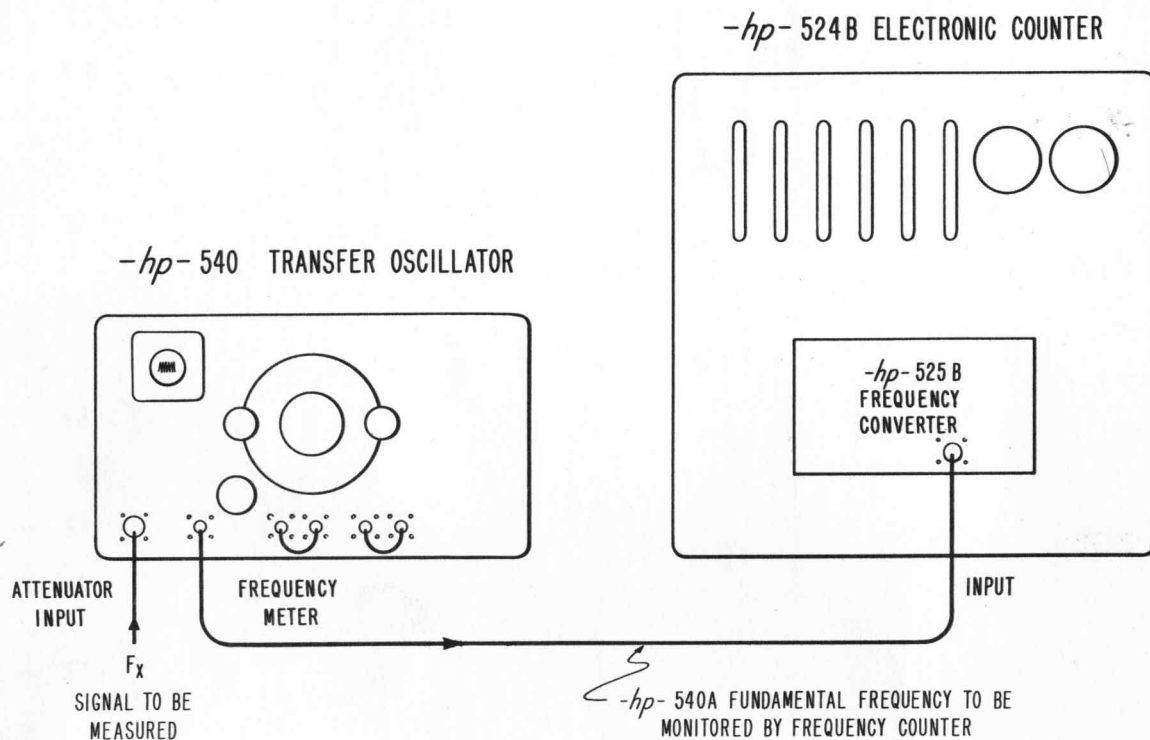 -hp- 524B ELECTRONIC COUNTER
-hp- 540 TRANSFER OSCILLATOR
-hp- 525B
FREQUENCY
CONVERTER
ATTENUATOR
INPUT
FREQUENCY
METER
INPUT
Fx
SIGNAL TO BE
MEASURED
-hp- 540A FUNDAMENTAL FREQUENCY TO BE
MONITORED BY FREQUENCY COUNTER